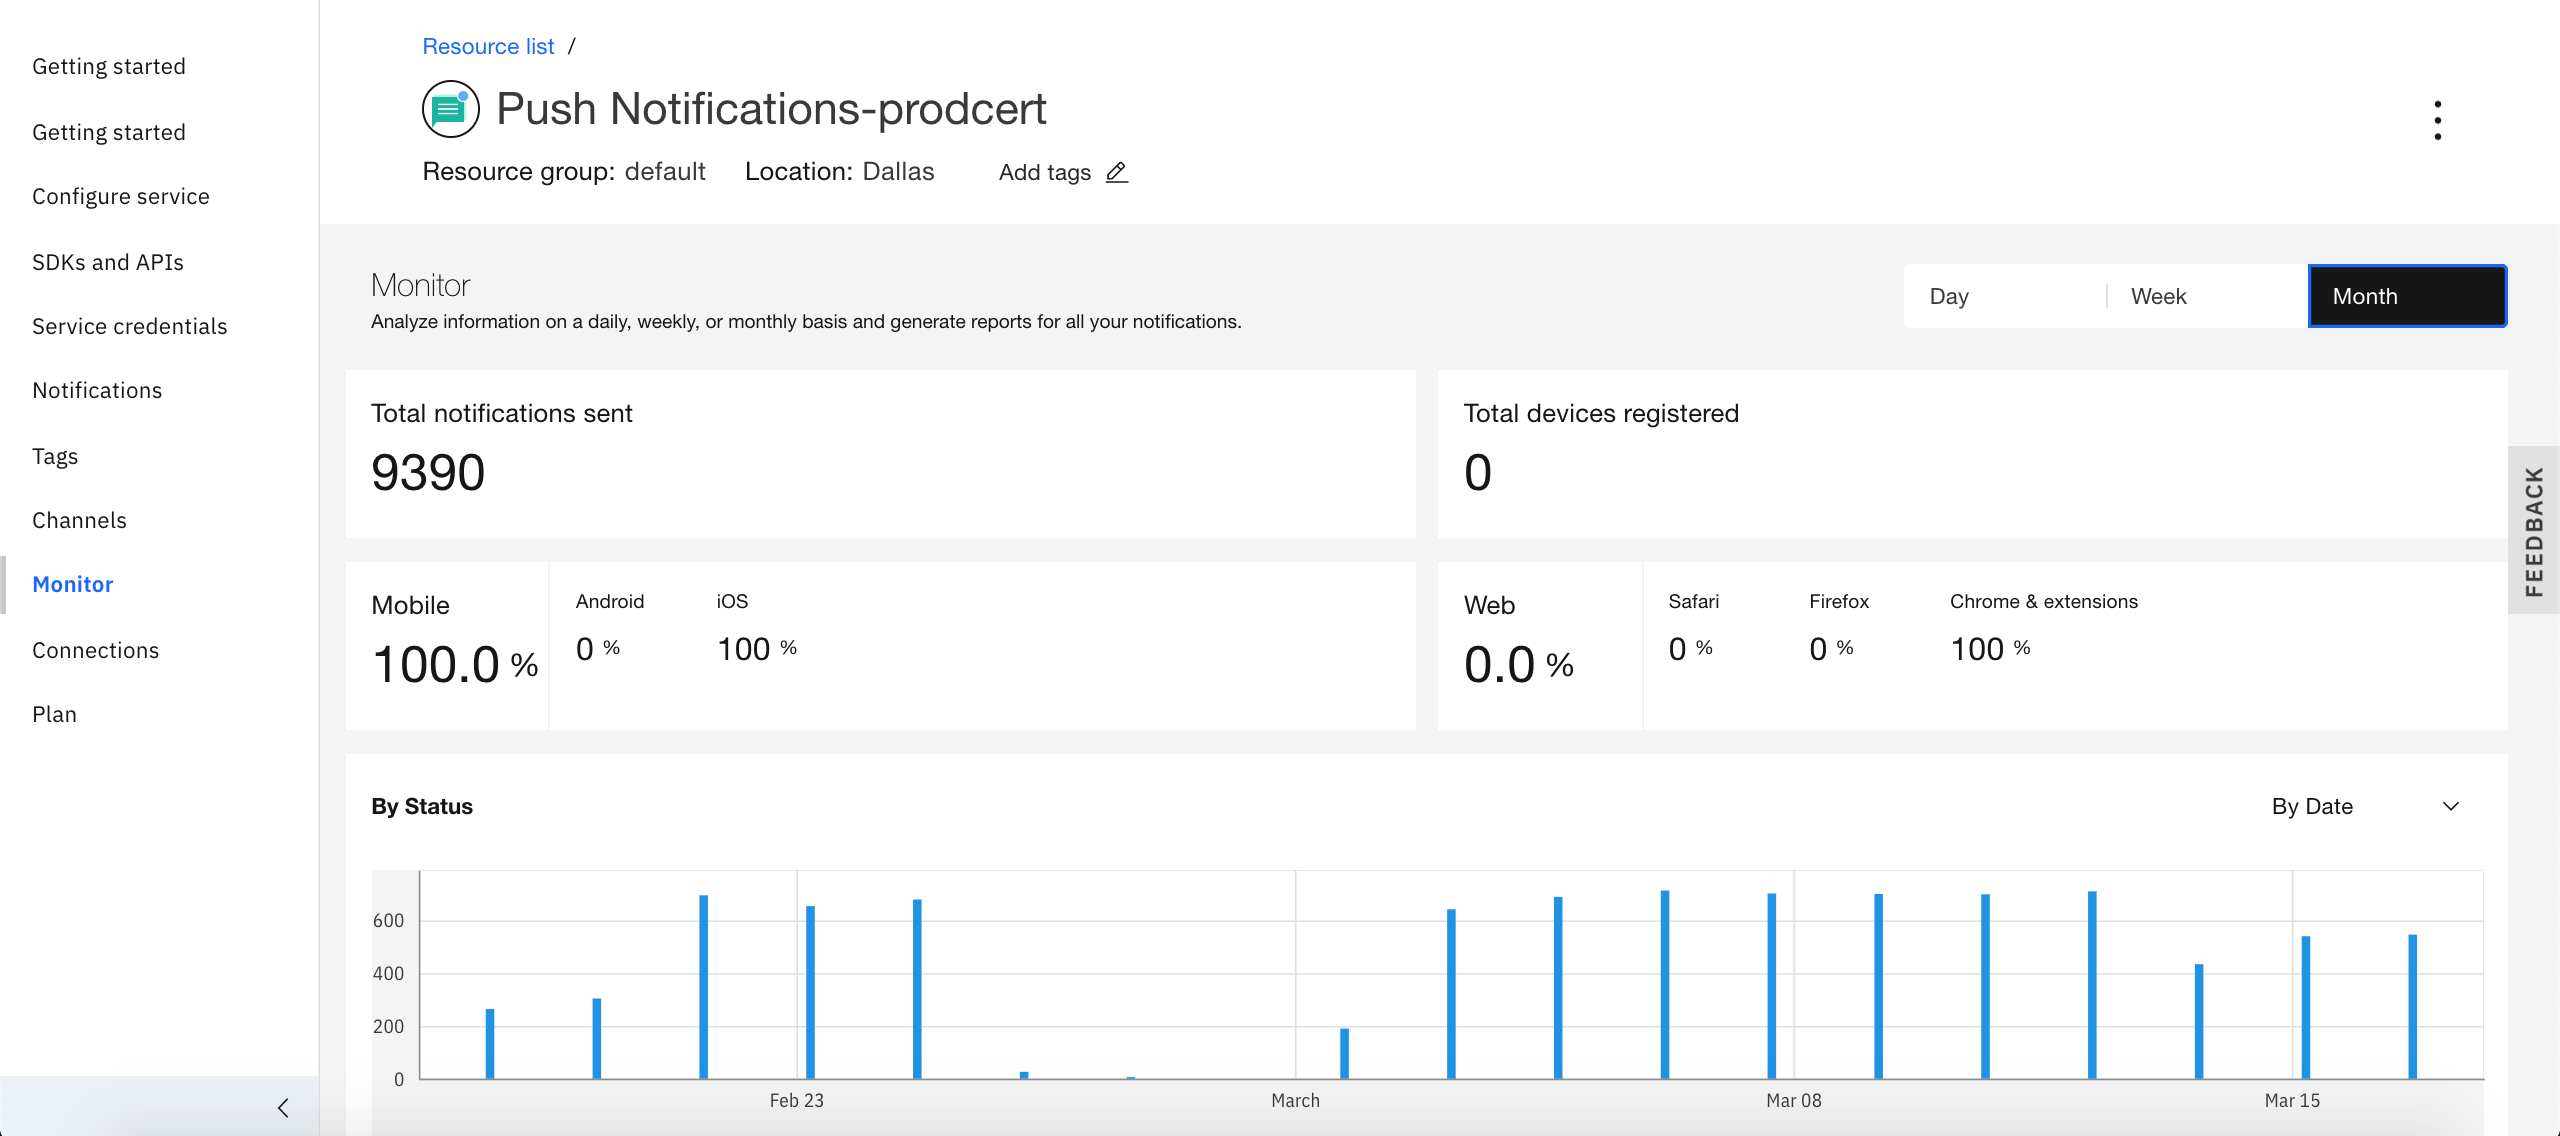 Getting started
Getting started
Configure service
SDKs and APIs
Service credentials
Notifications
Tags
Channels
Monitor
Connections
Plan
Resource list /
Push Notifications-prodcert
Resource group: default Location: Dallas Add tags
Monitor
Analyze information on a daily, weekly, or monthly basis and generate reports for all your notifications.
Day Week Month
Total notifications sent
9390
Total devices registered
0
Mobile
100.0 %
Android iOS
0 % 100 %
Web
0.0 %
Safari Firefox Chrome & extensions
0 % 0 % 100 %
FEEDBACK
By Status By Date
600
400
200
0
Feb 23 March Mar 08 Mar 15